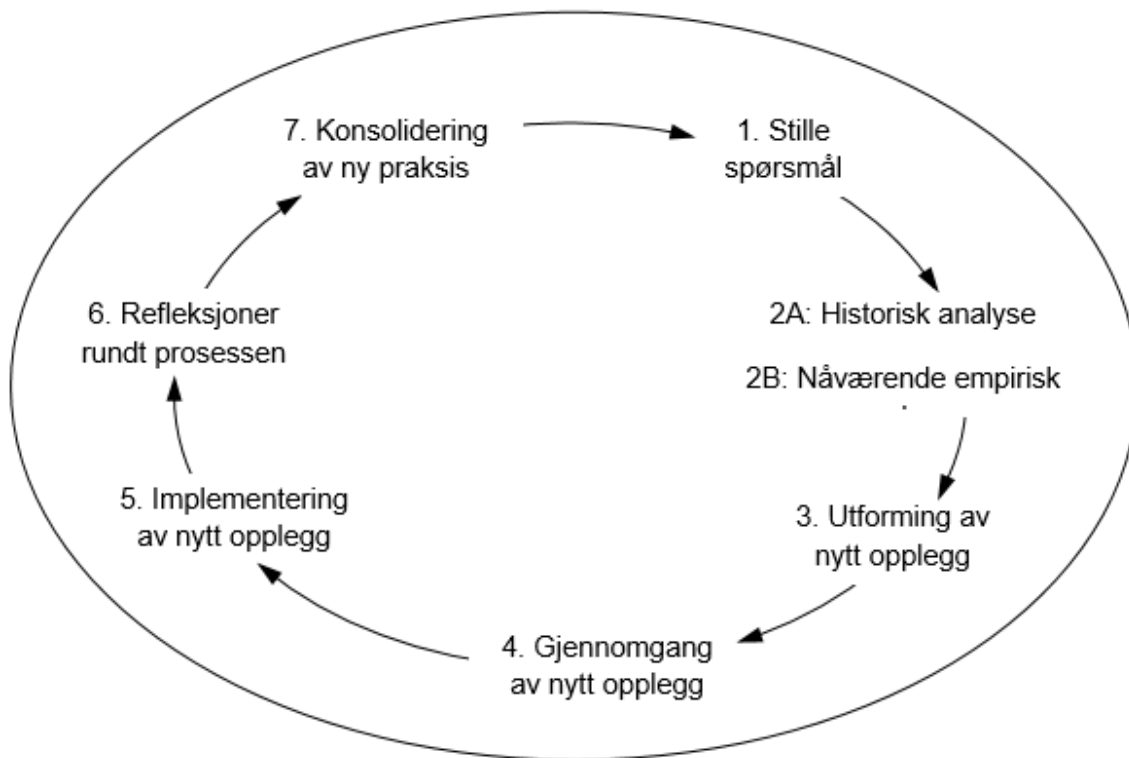 1. Stille
spørsmål
2A: Historisk analyse
2B: Nåværende empirisk
3. Utforming av
nytt opplegg
4. Gjennomgang
av nytt opplegg
5. Implementering
av nytt opplegg
6. Refleksjoner
rundt prosessen
7. Konsolidering
av ny praksis